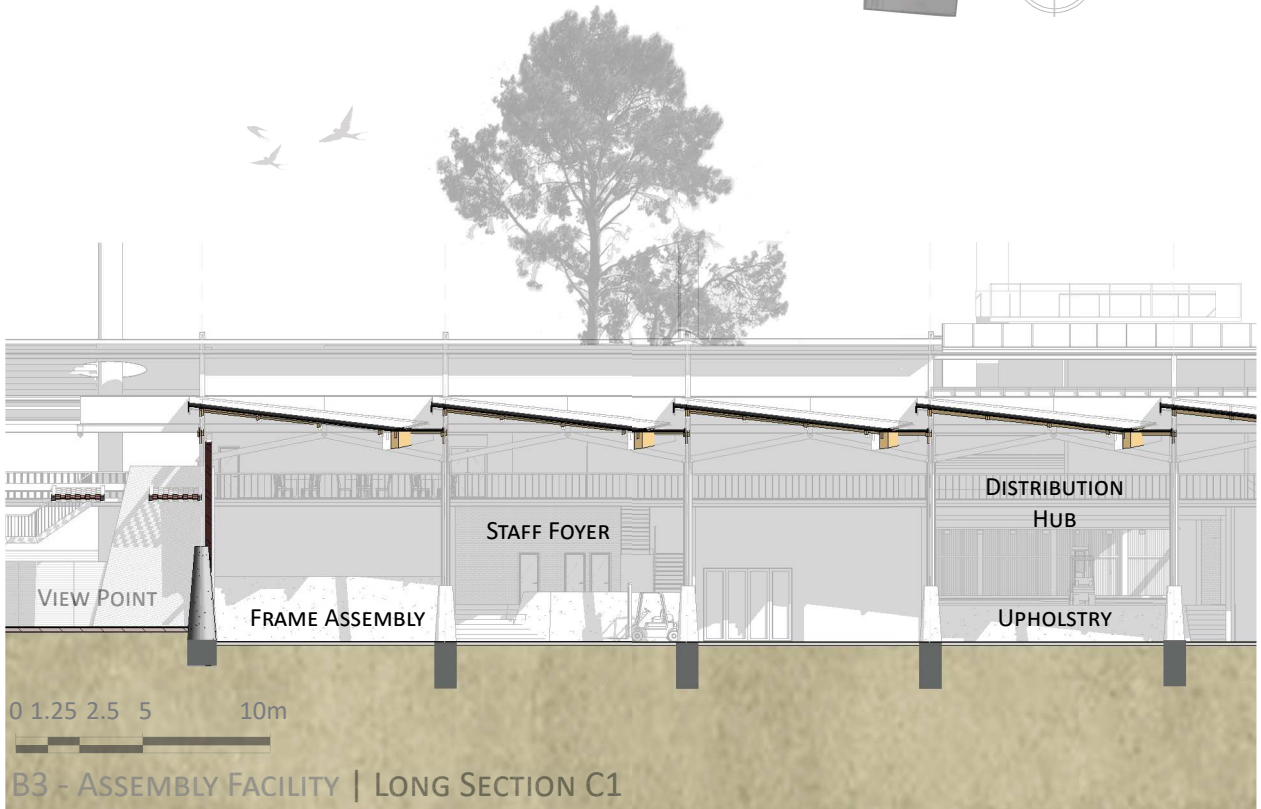 DISTRIBUTION
HUB
STAFF FOYER
VIEW POINT
FRAME ASSEMBLY
UPHOLSTRY
0 1.25 2.5 5 10m
B3 - ASSEMBLY FACILITY | LONG SECTION C1